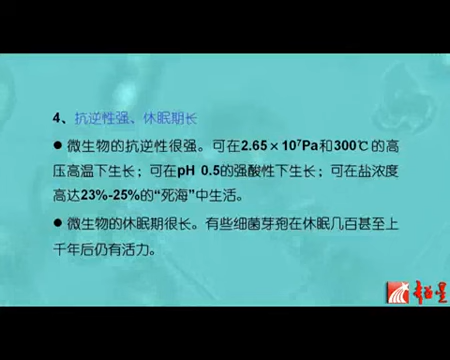 4、抗逆性强、休眠期长
●微生物的抗逆性很强。可在2.65×10⁷Pa和300℃的高
压高温下生长；可在pH 0.5的强酸性下生长；可在盐浓度
高达23%-25%的“死海”中生活。
●微生物的休眠期很长。有些细菌芽孢在休眠几百甚至上
千年后仍有活力。